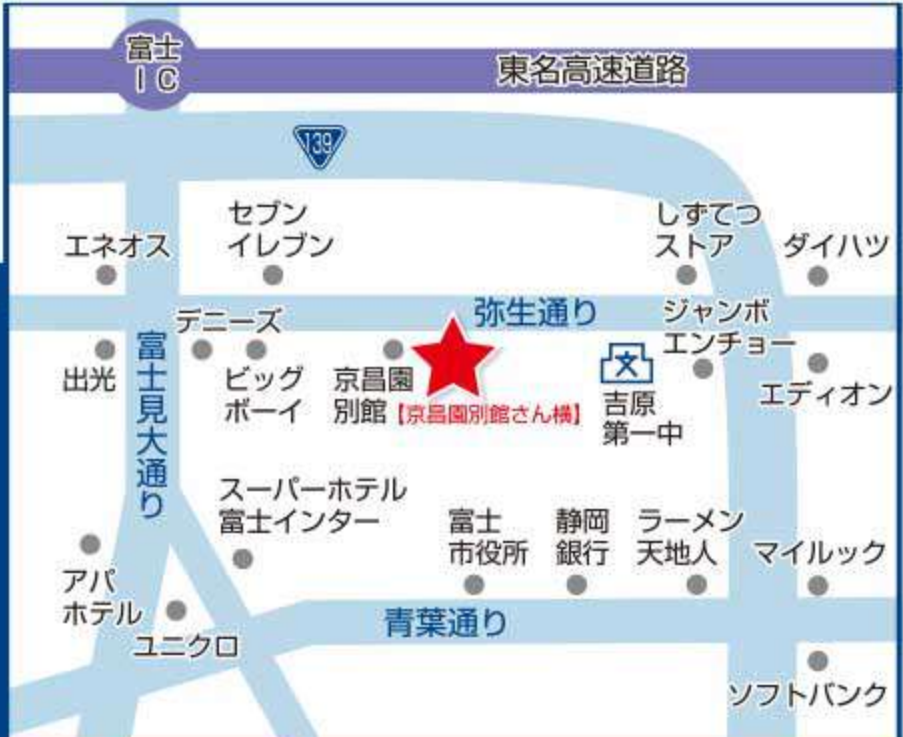 富士
IC
東名高速道路
139
エネオス
セブン
イレブン
しずてつ
ストア
ダイハツ
弥生通り
デニーズ
ジャンボ
エンチョー
出光
富士見大通り
ビッグ
ボーイ
京昌園
別館
【京昌園別館さん横】
文
吉原
第一中
エディオン
スーパーホテル
富士インター
富士
市役所
静岡
銀行
ラーメン
天地人
マイルック
アパ
ホテル
ユニクロ
青葉通り
ソフトバンク